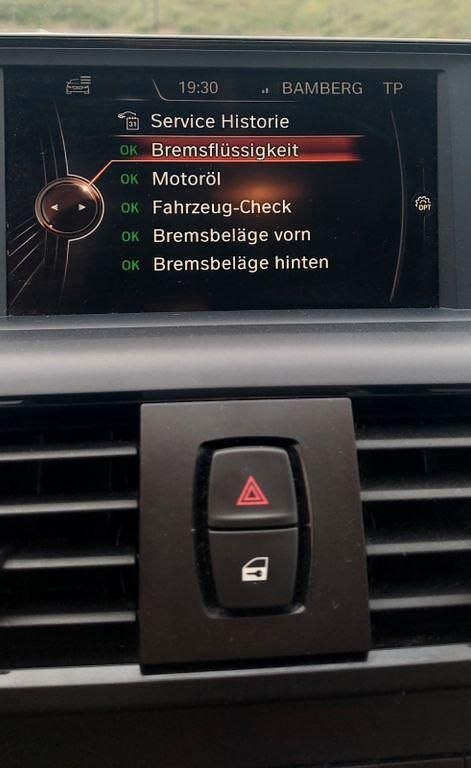 19:30 BAMBERG TP
31 Service Historie
OK Bremsflüssigkeit
OK Motoröl
OK Fahrzeug-Check
OPT
OK Bremsbeläge vorn
OK Bremsbeläge hinten